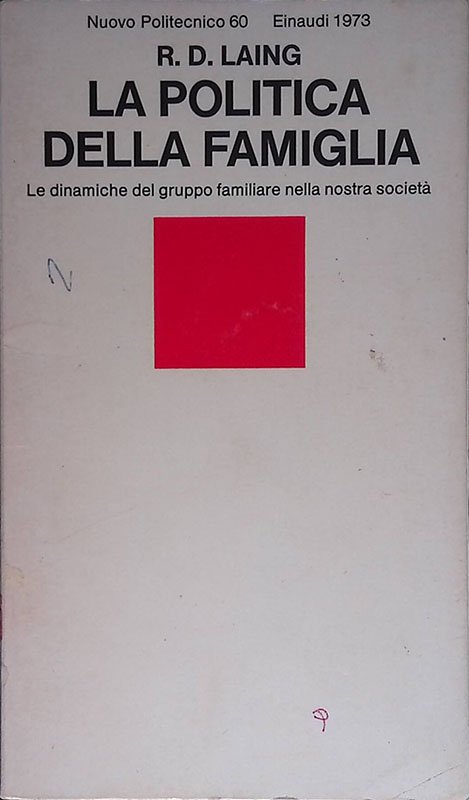 Nuovo Politecnico 60 Einaudi 1973
R. D. LAING
LA POLITICA
DELLA FAMIGLIA
Le dinamiche del gruppo familiare nella nostra società